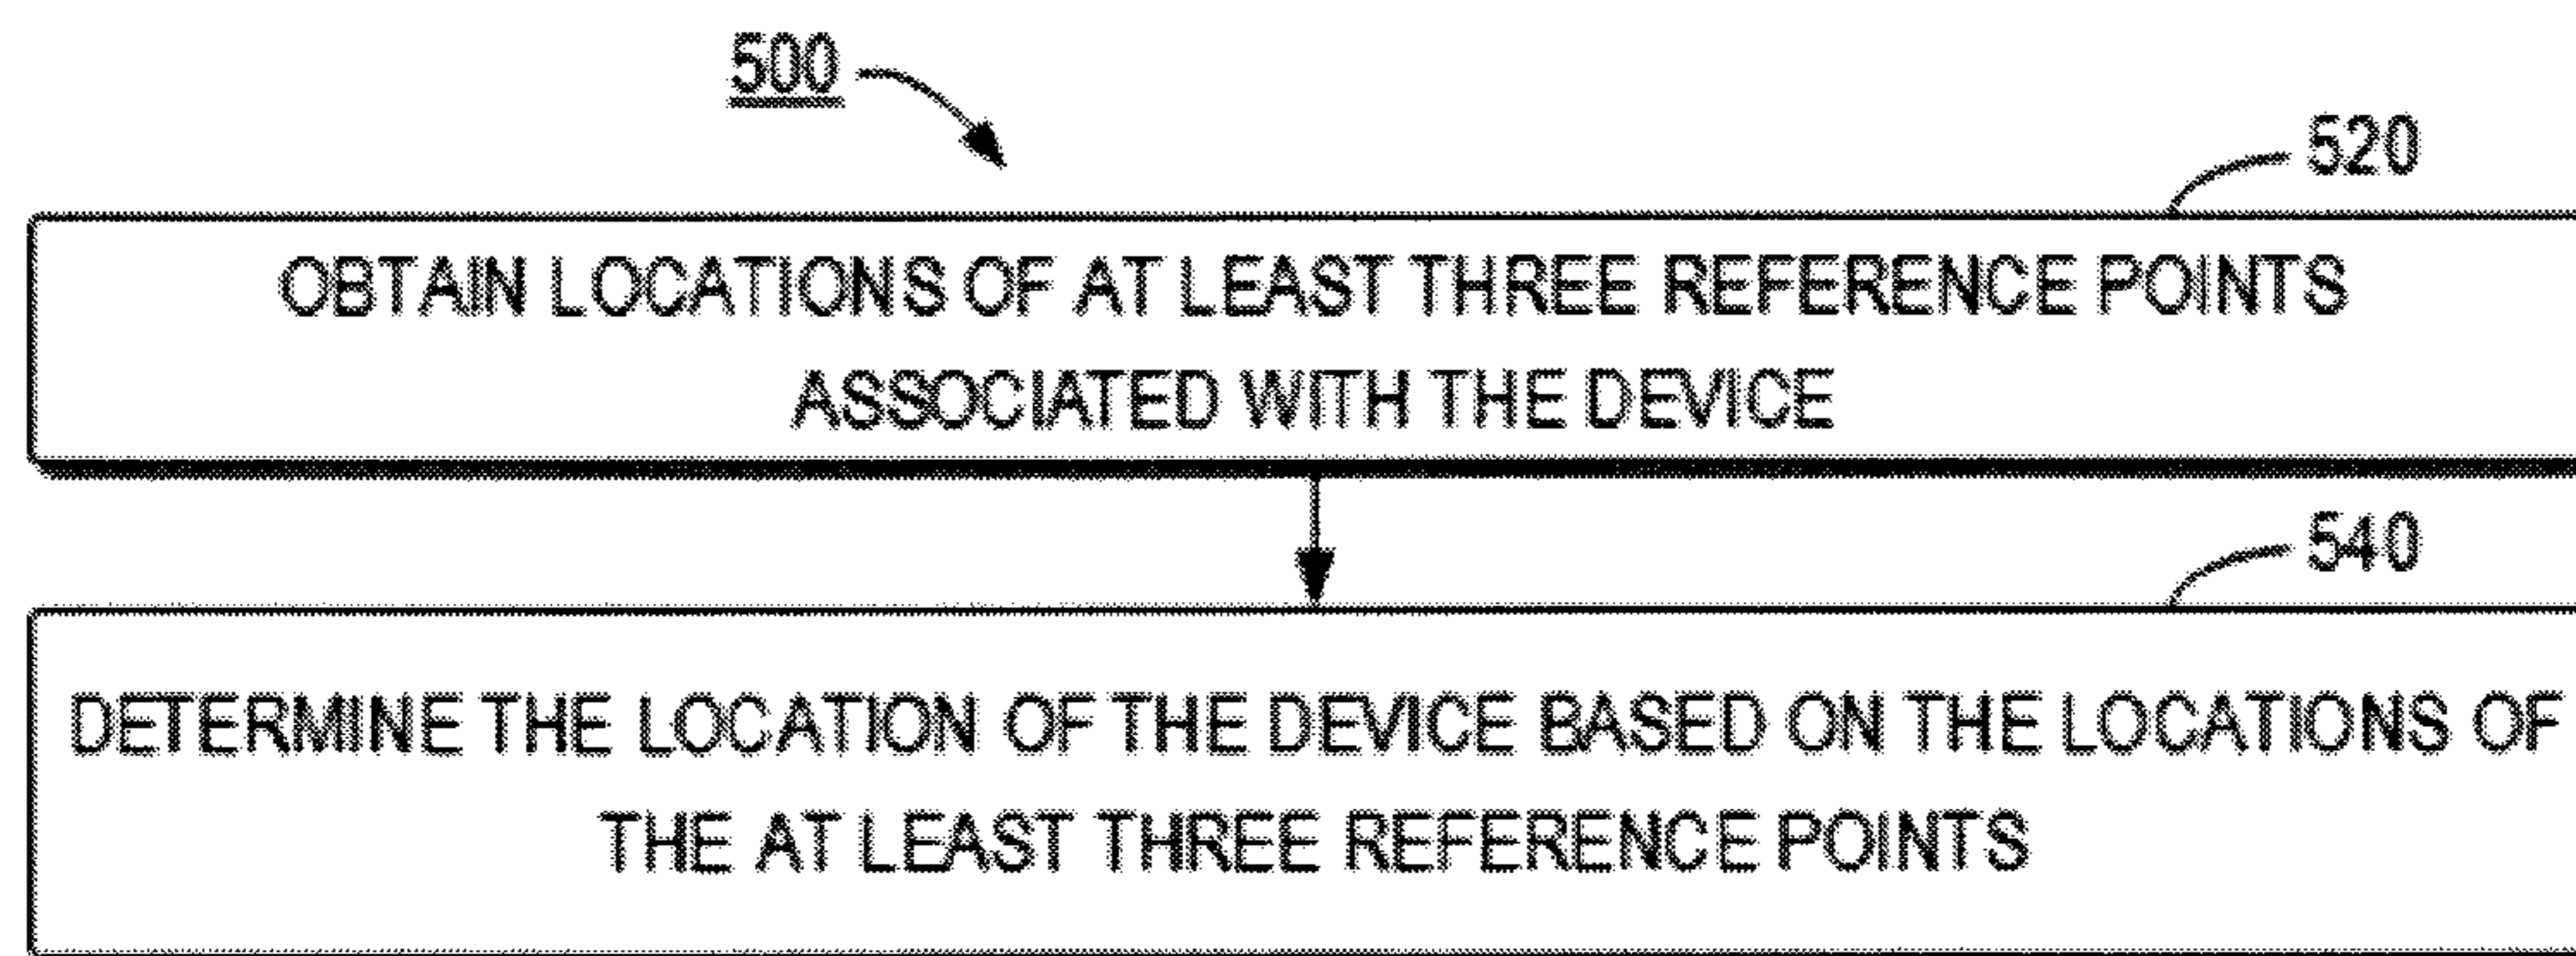 500
520
OBTAIN LOCATIONS OF AT LEAST THREE REFERENCE POINTS
ASSOCIATED WITH THE DEVICE
540
DETERMINE THE LOCATION OF THE DEVICE BASED ON THE LOCATIONS OF
THE AT LEAST THREE REFERENCE POINTS